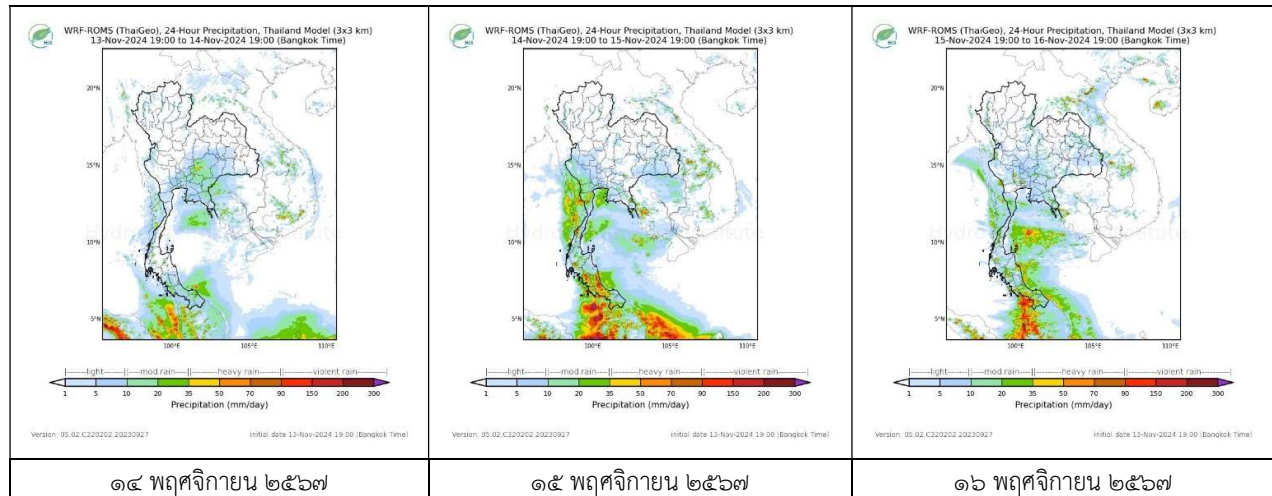 WRF-ROMS (ThaiGeo), 24-Hour Precipitation, Thailand Model (3x3 km)
13-Nov-2024 19:00 to 14-Nov-2024 19:00 (Bangkok Time)
20°N
15°N
10°N
5°N
100°E 105°E 110°E
|--------light--------||----mod rain----||--------heavy rain--------||--------violent rain--------|
1 5 10 20 35 50 70 90 150 200 300
Precipitation (mm/day)
Version: 05.02.C320202.20230927 initial date 13-Nov-2024 19:00 (Bangkok Time)
๑๔ พฤศจิกายน ๒๕๖๗
WRF-ROMS (ThaiGeo), 24-Hour Precipitation, Thailand Model (3x3 km)
14-Nov-2024 19:00 to 15-Nov-2024 19:00 (Bangkok Time)
20°N
15°N
10°N
5°N
100°E 105°E 110°E
|--------light--------||----mod rain----||--------heavy rain--------||--------violent rain--------|
1 5 10 20 35 50 70 90 150 200 300
Precipitation (mm/day)
Version: 05.02.C320202.20230927 initial date 13-Nov-2024 19:00 (Bangkok Time)
๑๕ พฤศจิกายน ๒๕๖๗
WRF-ROMS (ThaiGeo), 24-Hour Precipitation, Thailand Model (3x3 km)
15-Nov-2024 19:00 to 16-Nov-2024 19:00 (Bangkok Time)
20°N
15°N
10°N
5°N
100°E 105°E 110°E
|--------light--------||----mod rain----||--------heavy rain--------||--------violent rain--------|
1 5 10 20 35 50 70 90 150 200 300
Precipitation (mm/day)
Version: 05.02.C320202.20230927 initial date 13-Nov-2024 19:00 (Bangkok Time)
๑๖ พฤศจิกายน ๒๕๖๗